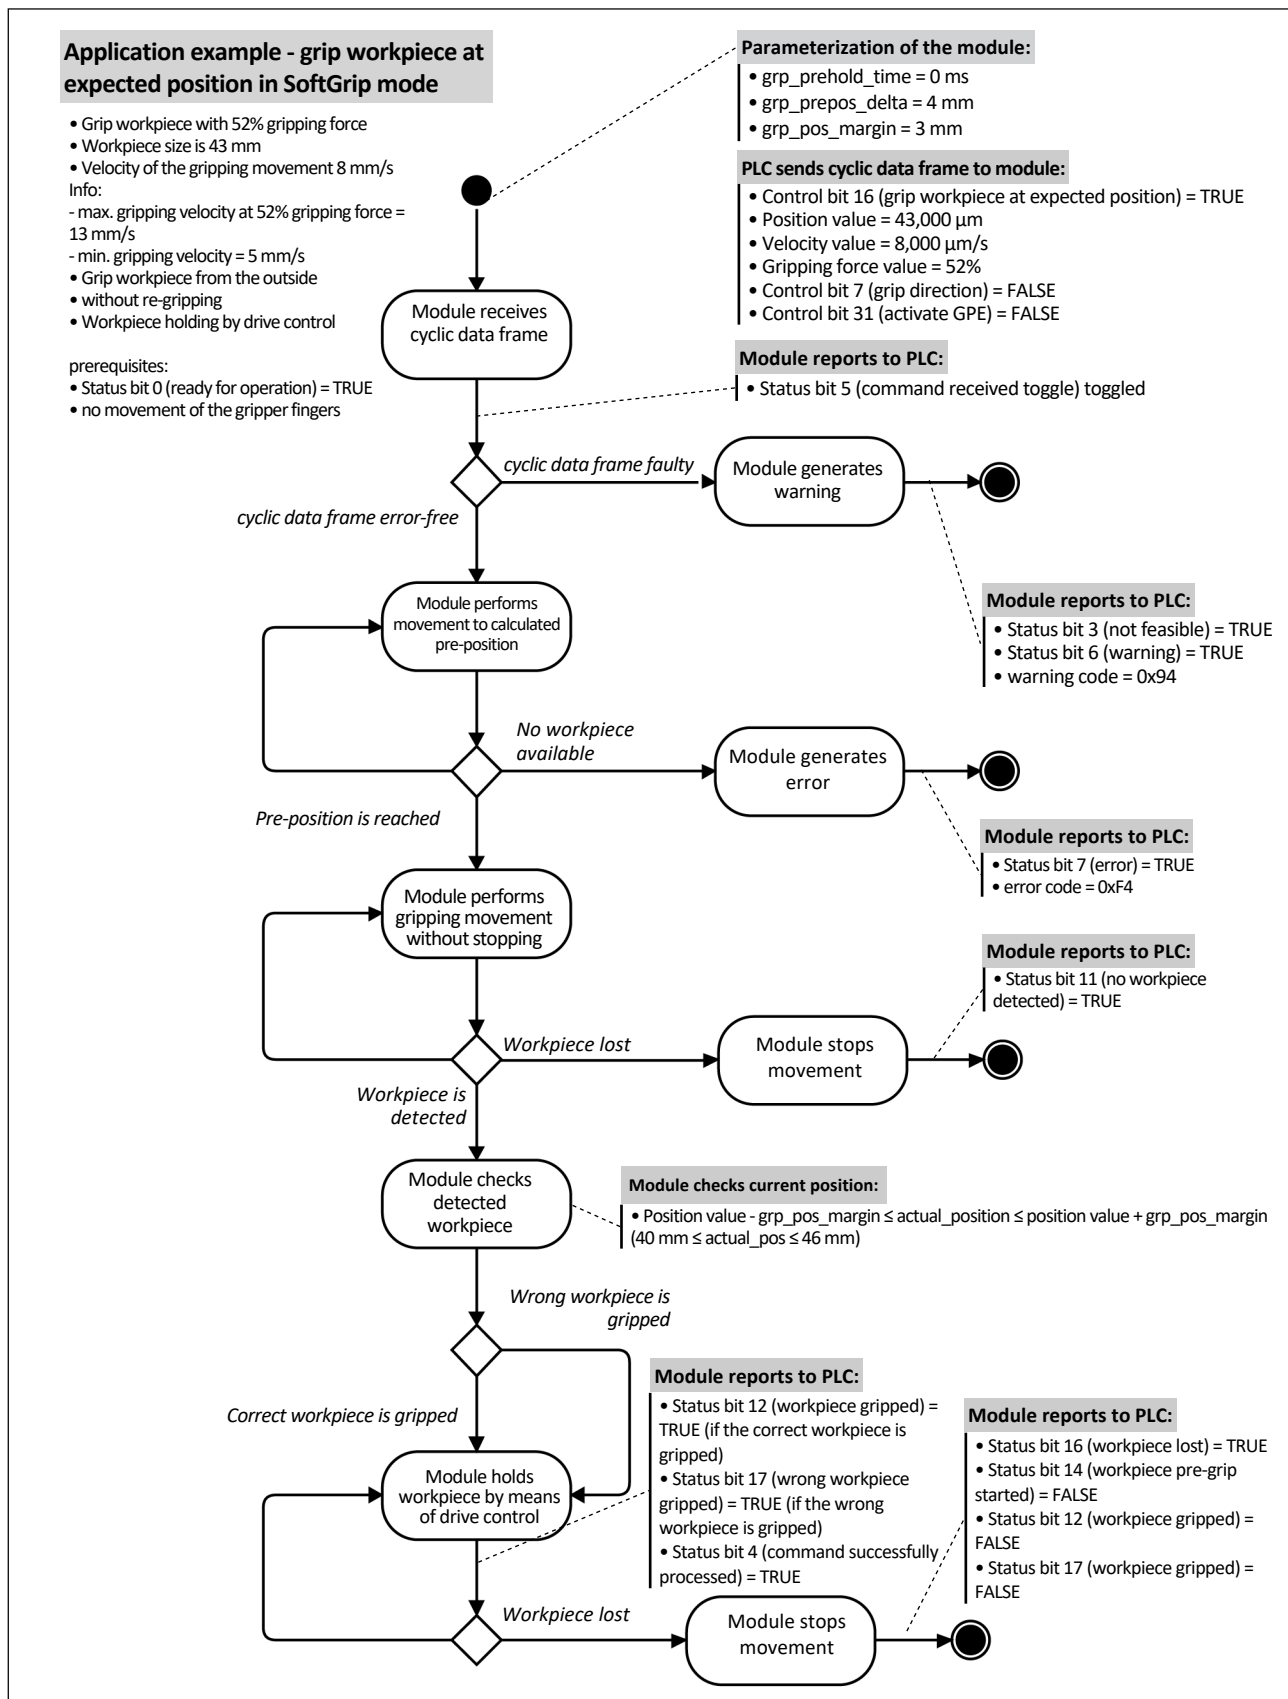 Application example - grip workpiece at
expected position in SoftGrip mode
• Grip workpiece with 52% gripping force
• Workpiece size is 43 mm
• Velocity of the gripping movement 8 mm/s
Info:
- max. gripping velocity at 52% gripping force =
13 mm/s
- min. gripping velocity = 5 mm/s
• Grip workpiece from the outside
• without re-gripping
• Workpiece holding by drive control
prerequisites:
• Status bit 0 (ready for operation) = TRUE
• no movement of the gripper fingers
Parameterization of the module:
• grp_prehold_time = 0 ms
• grp_prepos_delta = 4 mm
• grp_pos_margin = 3 mm
PLC sends cyclic data frame to module:
• Control bit 16 (grip workpiece at expected position) = TRUE
• Position value = 43,000 µm
• Velocity value = 8,000 µm/s
• Gripping force value = 52%
• Control bit 7 (grip direction) = FALSE
• Control bit 31 (activate GPE) = FALSE
Module receives
cyclic data frame
Module reports to PLC:
• Status bit 5 (command received toggle) toggled
cyclic data frame faulty
Module generates
warning
cyclic data frame error-free
Module reports to PLC:
• Status bit 3 (not feasible) = TRUE
• Status bit 6 (warning) = TRUE
• warning code = 0x94
Module performs
movement to calculated
pre-position
No workpiece
available
Module generates
error
Pre-position is reached
Module reports to PLC:
• Status bit 7 (error) = TRUE
• error code = 0xF4
Module performs
gripping movement
without stopping
Module reports to PLC:
• Status bit 11 (no workpiece
detected) = TRUE
Workpiece lost
Module stops
movement
Workpiece is
detected
Module checks
detected
workpiece
Module checks current position:
• Position value - grp_pos_margin ≤ actual_position ≤ position value + grp_pos_margin
(40 mm ≤ actual_pos ≤ 46 mm)
Wrong workpiece is
gripped
Correct workpiece is gripped
Module reports to PLC:
• Status bit 12 (workpiece gripped) =
TRUE (if the correct workpiece is
gripped)
• Status bit 17 (wrong workpiece
gripped) = TRUE (if the wrong
workpiece is gripped)
• Status bit 4 (command successfully
processed) = TRUE
Module reports to PLC:
• Status bit 16 (workpiece lost) = TRUE
• Status bit 14 (workpiece pre-grip
started) = FALSE
• Status bit 12 (workpiece gripped) =
FALSE
• Status bit 17 (workpiece gripped) =
FALSE
Module holds
workpiece by means
of drive control
Workpiece lost
Module stops
movement